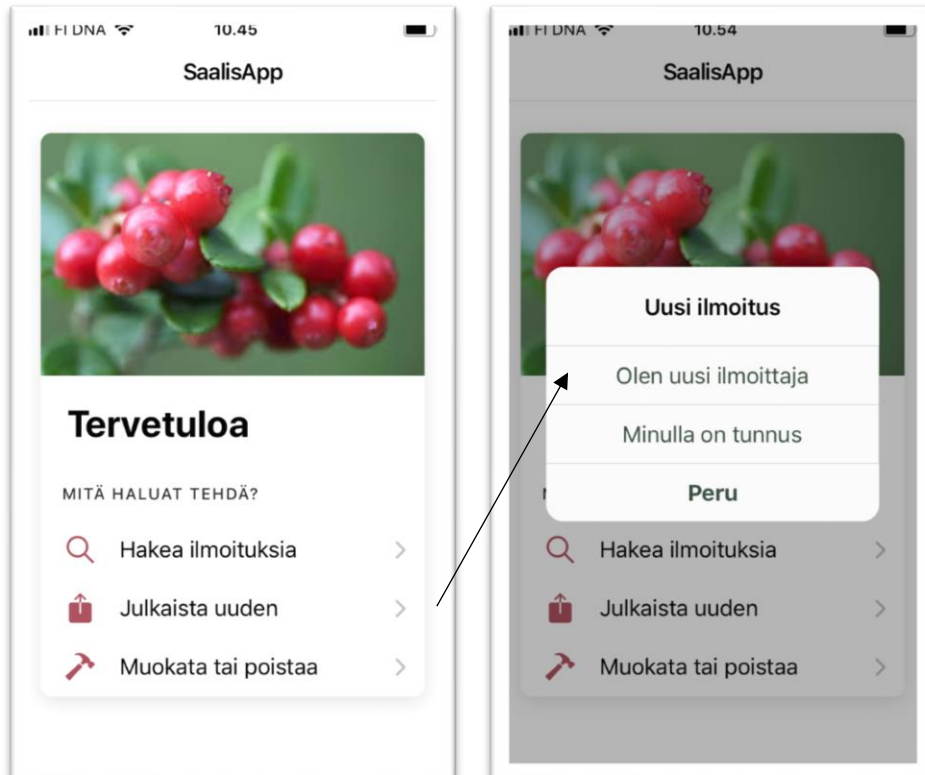 FI DNA 10.45
SaalisApp
Tervetuloa
MITÄ HALUAT TEHDÄ?
Hakea ilmoituksia
Julkaista uuden
Muokata tai poistaa
FI DNA 10.54
SaalisApp
Uusi ilmoitus
Olen uusi ilmoittaja
Minulla on tunnus
Peru
Hakea ilmoituksia
Julkaista uuden
Muokata tai poistaa